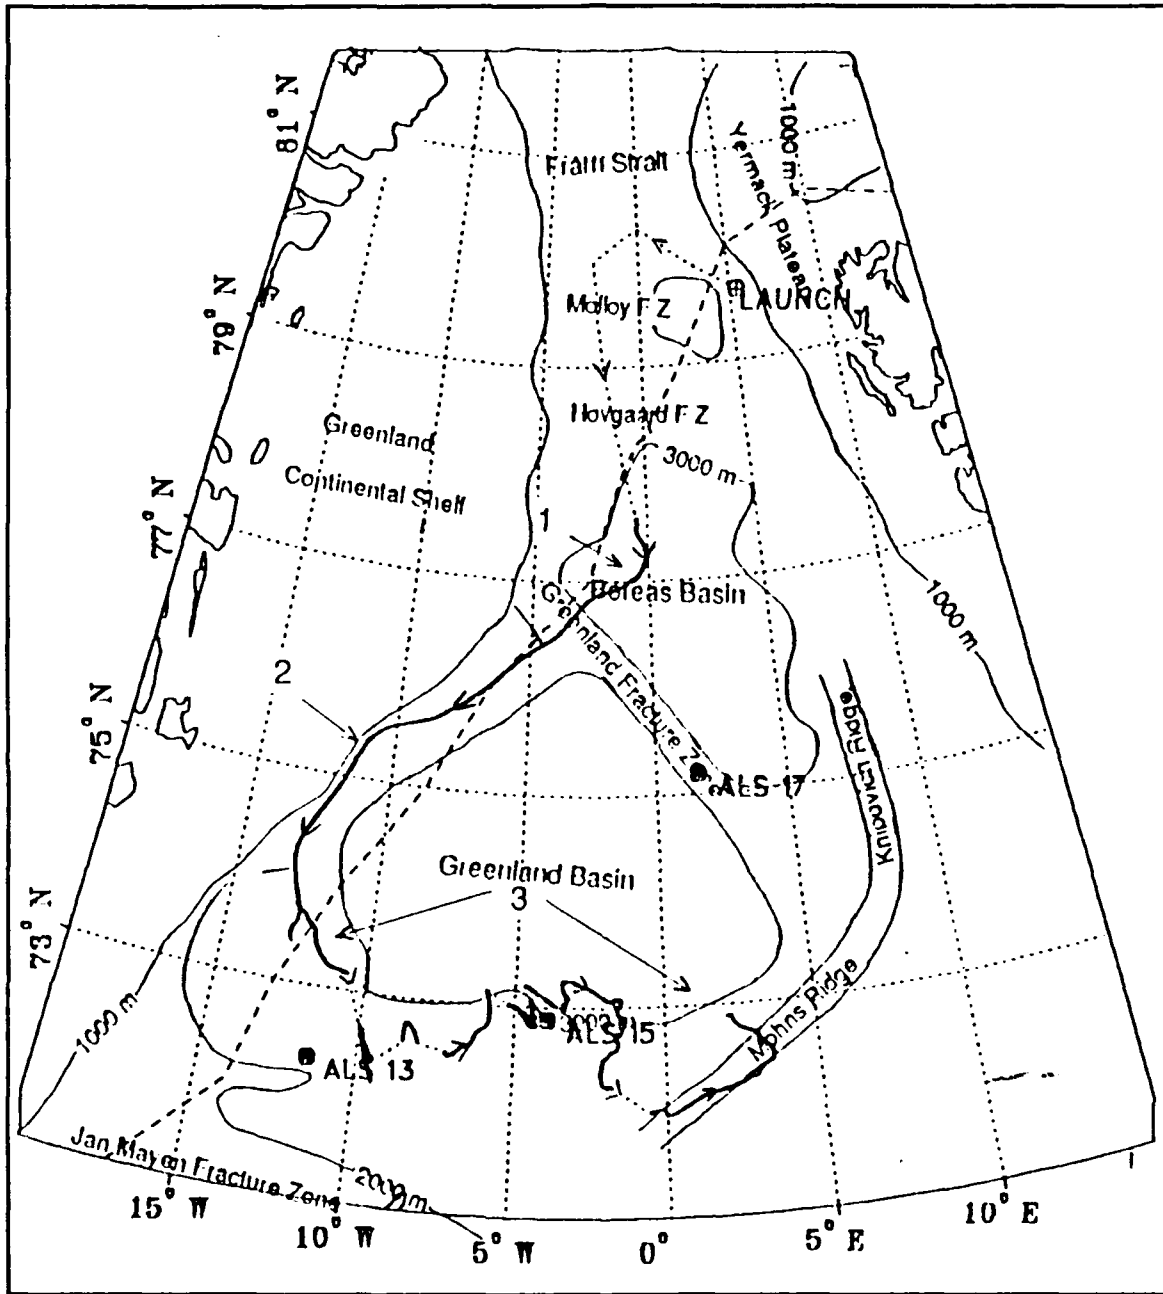 81° N
1000 m
Fram Strait
Yermack Plateau
79° N
Molloy F Z
LAUNCH
Hovgaard F Z
Greenland
Continental Shelf
3000 m
77° N
1
Boreas Basin
1000 m
Greenland Fracture Z
2
75° N
Knipovich Ridge
ALS 17
Greenland Basin
3
73° N
1000 m
Mohns Ridge
ALS 15
ALS 13
Jan Mayen Fracture Zone
2000 m
15° W
10° W
5° W
0°
5° E
10° E